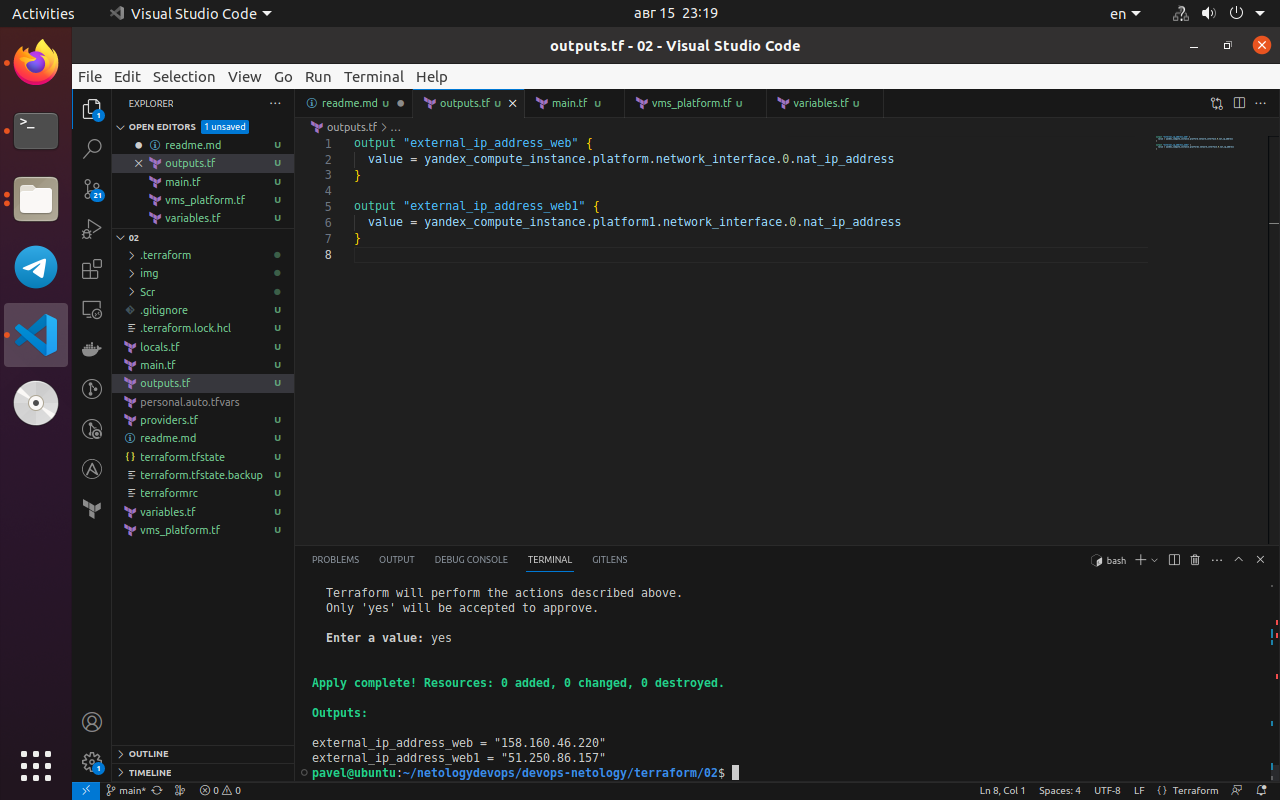 Activities
Visual Studio Code
авг 15 23:19
en
outputs.tf - 02 - Visual Studio Code
File Edit Selection View Go Run Terminal Help
EXPLORER
OPEN EDITORS 1 unsaved
readme.md U
outputs.tf U
main.tf U
vms_platform.tf U
variables.tf U
02
.terraform
img
Scr
.gitignore U
.terraform.lock.hcl U
locals.tf U
main.tf U
outputs.tf U
personal.auto.tfvars
providers.tf U
readme.md U
terraform.tfstate U
terraform.tfstate.backup U
terraformrc U
variables.tf U
vms_platform.tf U
OUTLINE
TIMELINE
1
21
1
readme.md U
outputs.tf U
main.tf U
vms_platform.tf U
variables.tf U
outputs.tf > ...
1 output "external_ip_address_web" {
2 value = yandex_compute_instance.platform.network_interface.0.nat_ip_address
3 }
4
5 output "external_ip_address_web1" {
6 value = yandex_compute_instance.platform1.network_interface.0.nat_ip_address
7 }
8
PROBLEMS OUTPUT DEBUG CONSOLE TERMINAL GITLENS
bash
Terraform will perform the actions described above.
Only 'yes' will be accepted to approve.
Enter a value: yes
Apply complete! Resources: 0 added, 0 changed, 0 destroyed.
Outputs:
external_ip_address_web = "158.160.46.220"
external_ip_address_web1 = "51.250.86.157"
pavel@ubuntu:~/netologydevops/devops-netology/terraform/02$
main* 0 0
Ln 8, Col 1 Spaces: 4 UTF-8 LF {} Terraform